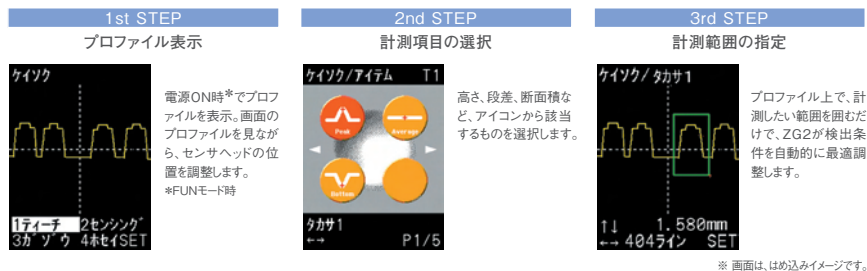 1st STEP
プロファイル表示
ケイソク
1ティーチ 2センシング
3ガゾウ 4ホセイSET
電源ON時*でプロフ
ァイルを表示。画面の
プロファイルを見なが
ら、センサヘッドの位
置を調整します。
*FUNモード時
2nd STEP
計測項目の選択
ケイソク/アイテム T1
Peak
Average
Bottom
タカサ1
←→ P1/5
高さ、段差、断面積な
ど、アイコンから該当
するものを選択します。
3rd STEP
計測範囲の指定
ケイソク/タカサ1
↑↓ 1.580mm
←→ 404ライン SET
プロファイル上で、計
測したい範囲を囲むだ
けで、ZG2が検出条
件を自動的に最適調
整します。
※ 画面は、はめ込みイメージです。